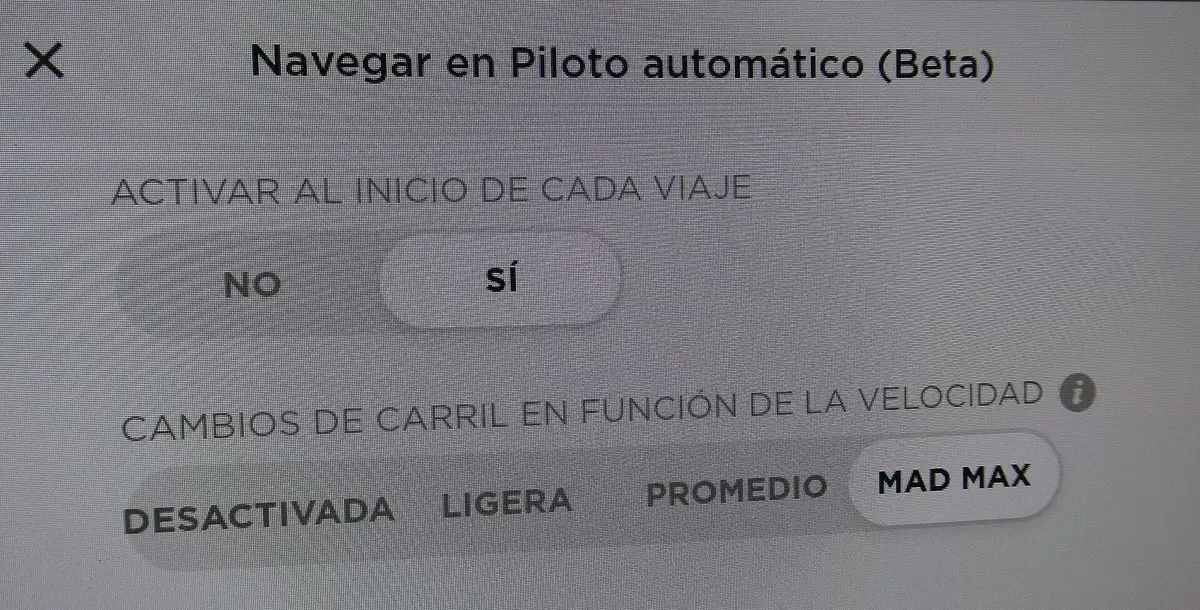 Navegar en Piloto automático (Beta)
ACTIVAR AL INICIO DE CADA VIAJE
NO SÍ
CAMBIOS DE CARRIL EN FUNCIÓN DE LA VELOCIDAD i
DESACTIVADA LIGERA PROMEDIO MAD MAX